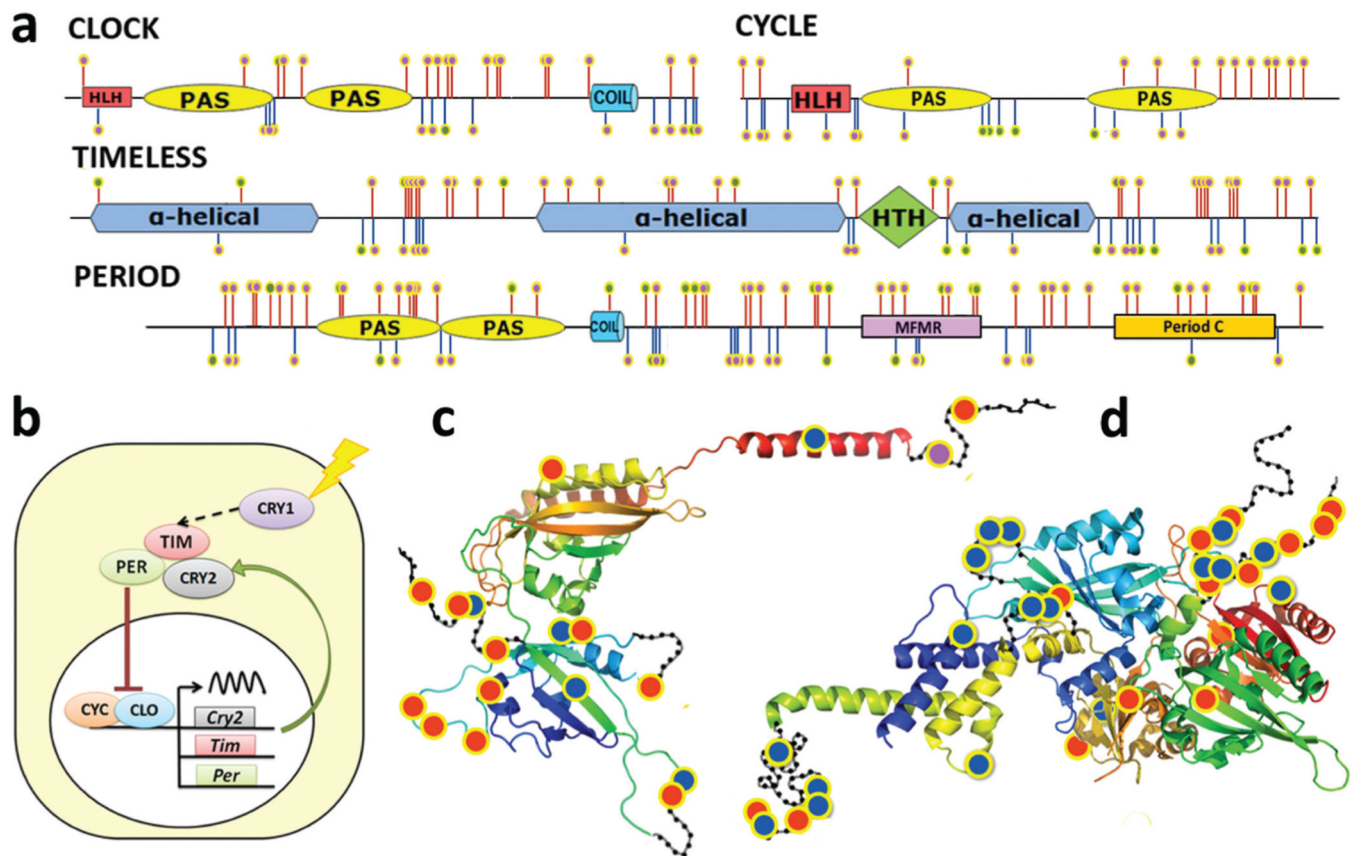 a
CLOCK
CYCLE
HLH PAS PAS COIL
HLH PAS PAS
TIMELESS
α-helical α-helical HTH α-helical
PERIOD
PAS PAS COIL MFMR Period C
b
c
d
CRY1
TIM
PER
CRY2
CYC CLO
Cry2
Tim
Per